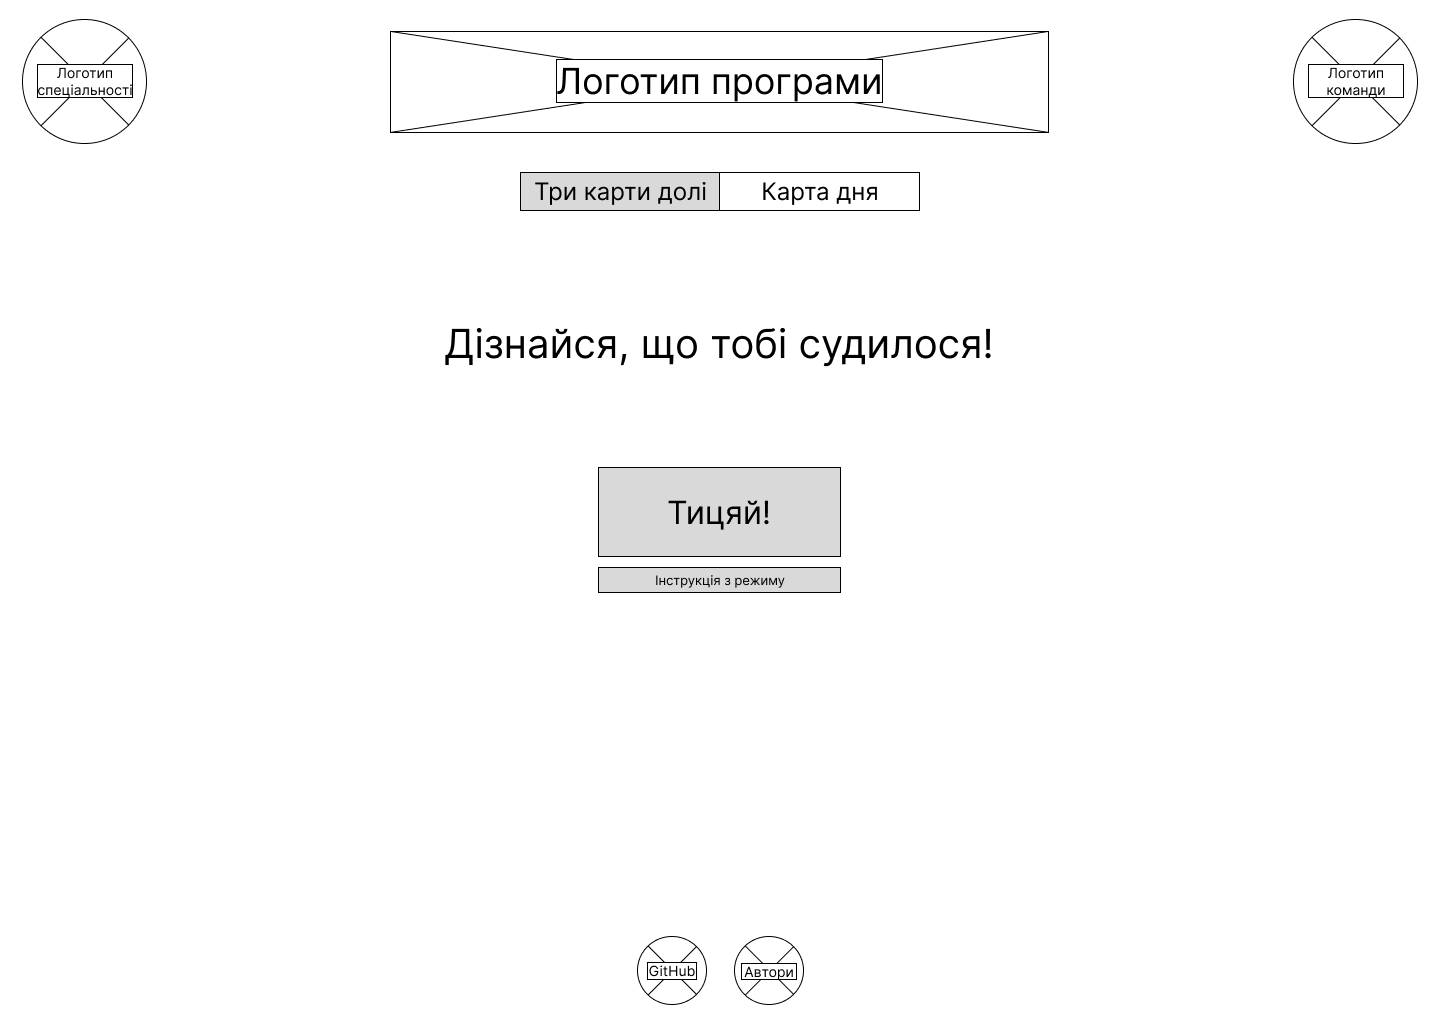 Логотип
спеціальності
Логотип програми
Логотип
команди
Три карти долі
Карта дня
Дізнайся, що тобі судилося!
Тицяй!
Інструкція з режиму
GitHub
Автори